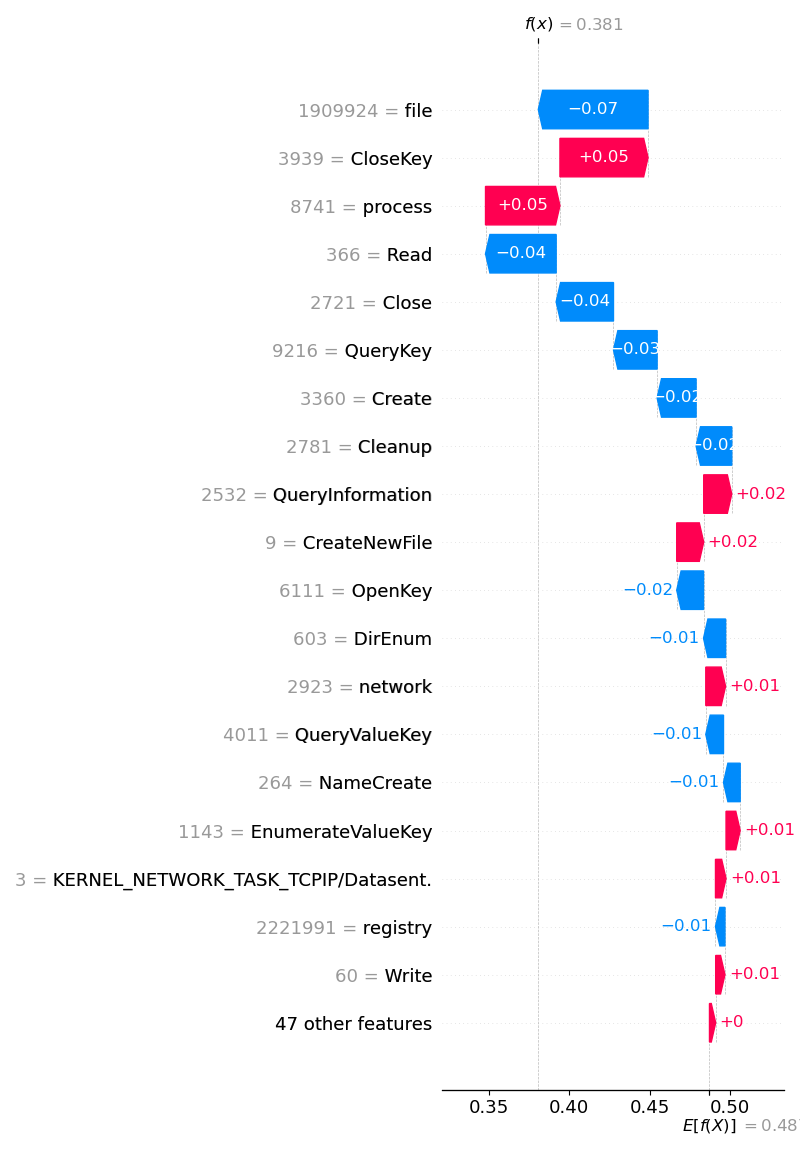 f(x) = 0.381
1909924 = file −0.07
3939 = CloseKey +0.05
8741 = process +0.05
366 = Read −0.04
2721 = Close −0.04
9216 = QueryKey −0.03
3360 = Create −0.02
2781 = Cleanup −0.02
2532 = QueryInformation +0.02
9 = CreateNewFile +0.02
6111 = OpenKey −0.02
603 = DirEnum −0.01
2923 = network +0.01
4011 = QueryValueKey −0.01
264 = NameCreate −0.01
1143 = EnumerateValueKey +0.01
3 = KERNEL_NETWORK_TASK_TCPIP/Datasent. +0.01
2221991 = registry −0.01
60 = Write +0.01
47 other features +0
0.35 0.40 0.45 0.50
E[f(X)] = 0.487